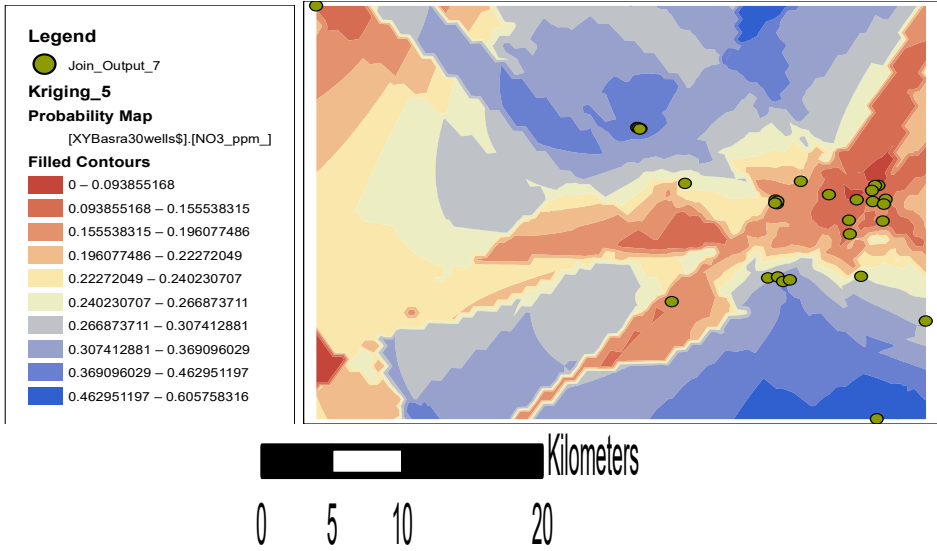 Legend
Join_Output_7
Kriging_5
Probability Map
[XYBasra30wells$].[NO3_ppm_]
Filled Contours
0 – 0.093855168
0.093855168 – 0.155538315
0.155538315 – 0.196077486
0.196077486 – 0.22272049
0.22272049 – 0.240230707
0.240230707 – 0.266873711
0.266873711 – 0.307412881
0.307412881 – 0.369096029
0.369096029 – 0.462951197
0.462951197 – 0.605758316
Kilometers
0 5 10 20